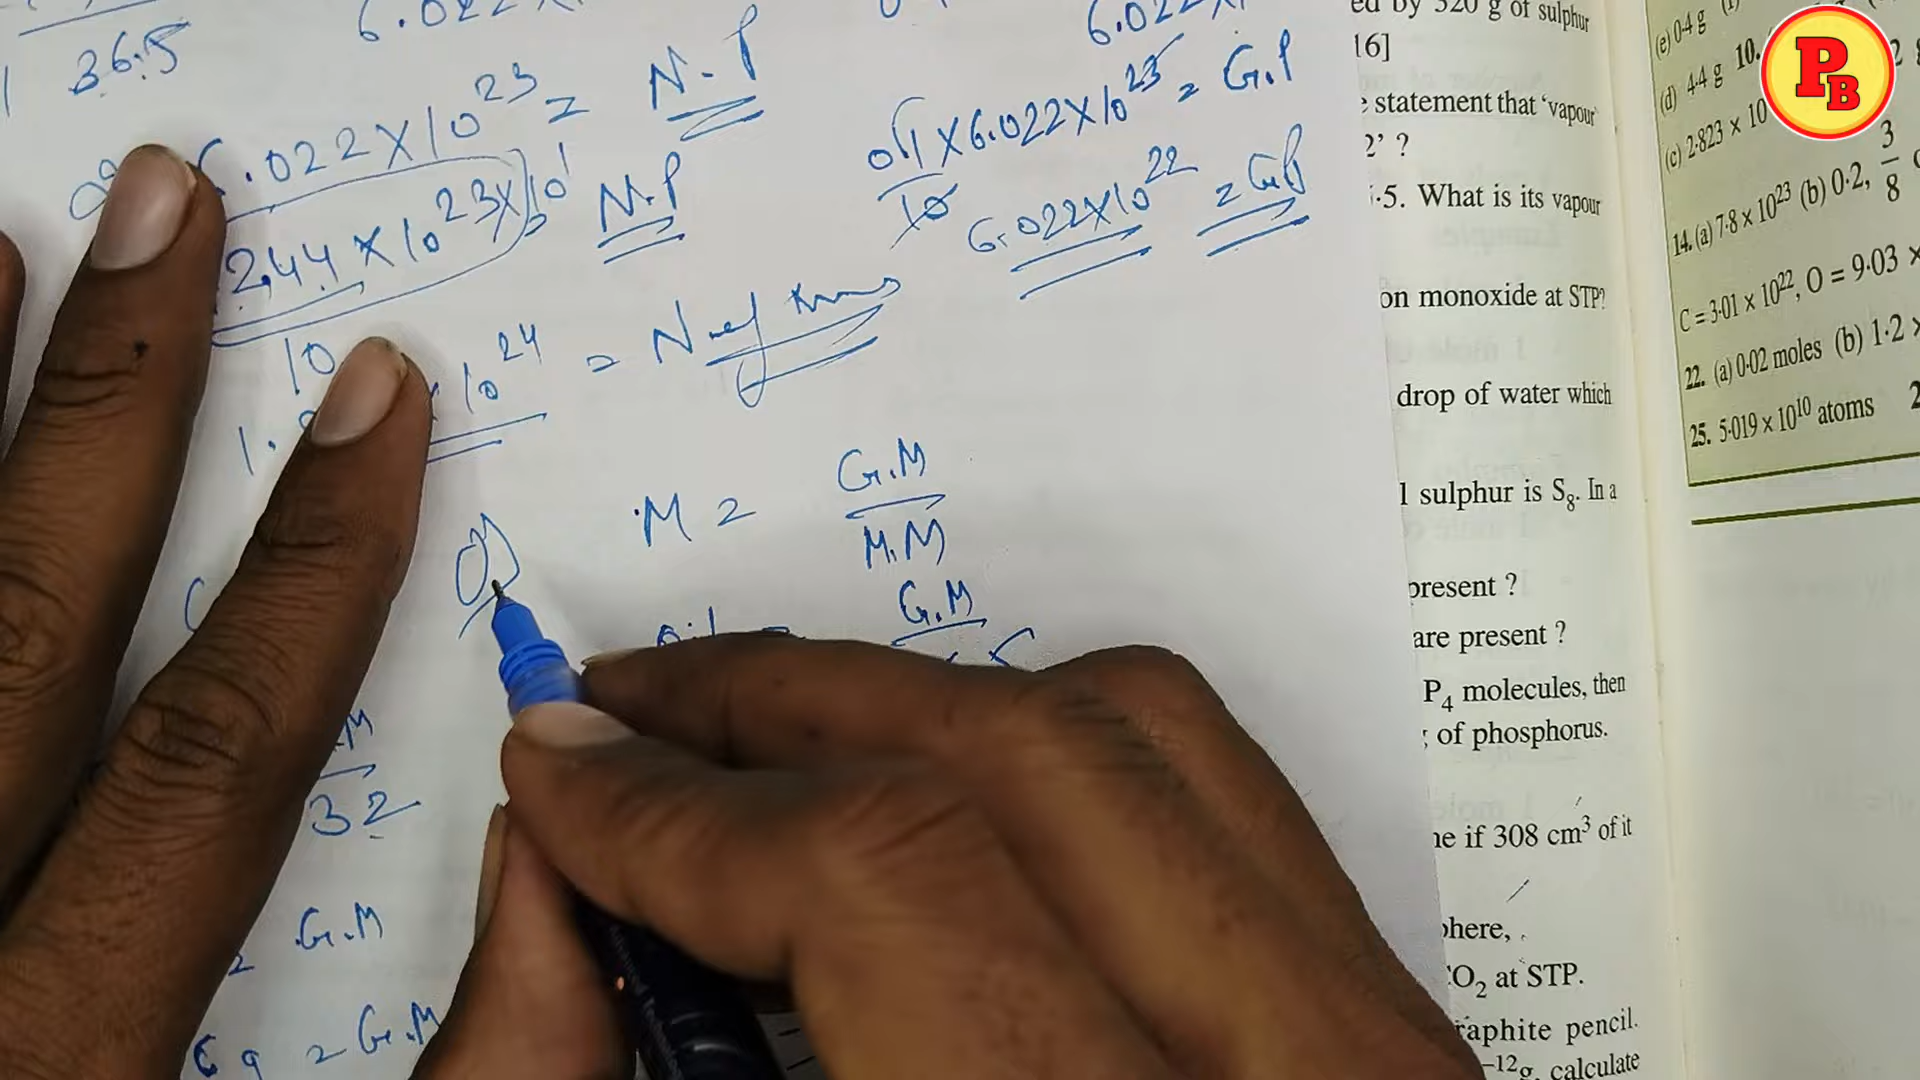 36.5
6.022×
6.022×
6.022×10²³ = N.P
2.44×10²³×10¹ N.P
10
0.1×6.022×10²³ = G.P
10
6.022×10²² = G.P
×10²⁴ =
M = G.M
M.M
G.M
32
G.M
g = G.M
ed by 320 g of sulphur
16]
statement that 'vapour
2' ?
·5. What is its vapour
on monoxide at STP?
drop of water which
l sulphur is S₈. In a
present ?
are present ?
P₄ molecules, then
of phosphorus.
ne if 308 cm³ of it
phere,
CO₂ at STP.
raphite pencil.
⁻¹²g, calculate
(e) 0·4 g
(d) 4·4 g 10.
(c) 2·823 × 10
14. (a) 7·8 × 10²³ (b) 0·2, 3/8
C = 3·01 × 10²², O = 9·03 ×
22. (a) 0·02 moles (b) 1·2 ×
25. 5·019 × 10¹⁰ atoms 2
PB